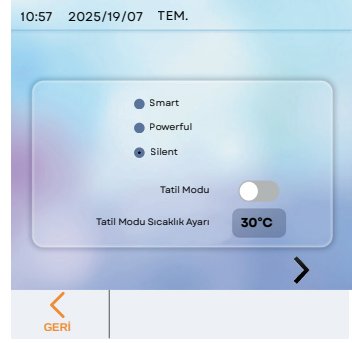 10:57 2025/19/07 TEM.
Smart
Powerful
Silent
Tatil Modu
Tatil Modu Sıcaklık Ayarı 30°C
GERİ